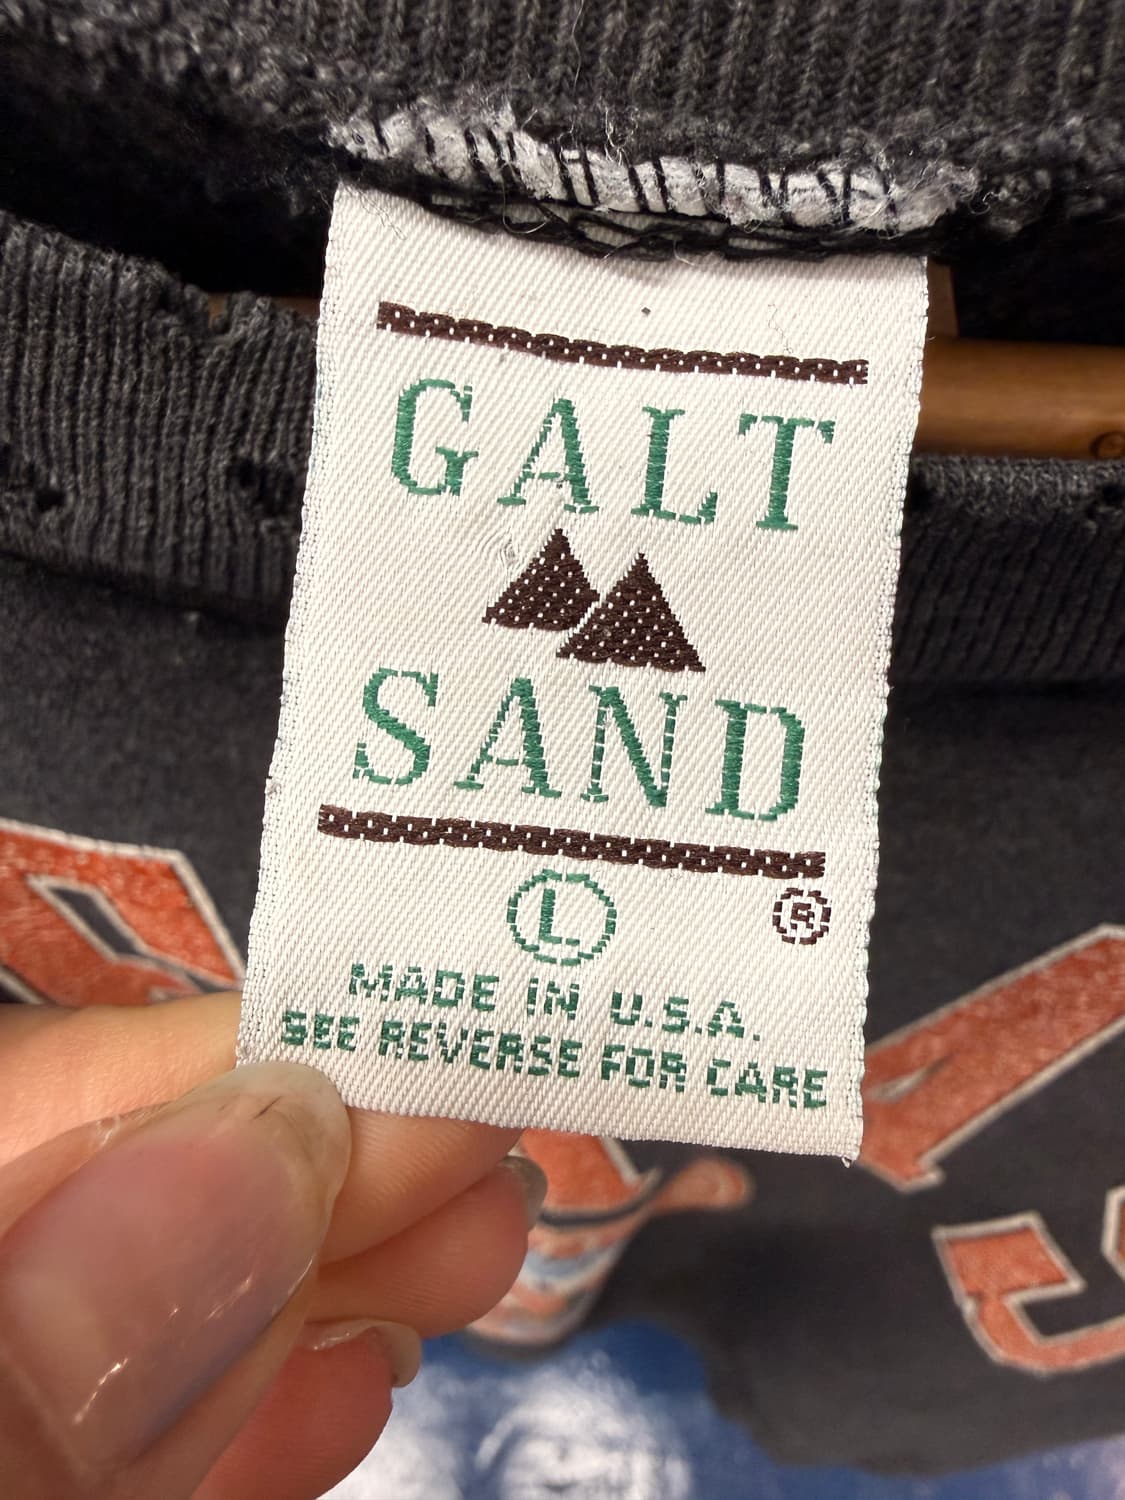 GALT
SAND
L ®
MADE IN U.S.A.
SEE REVERSE FOR CARE